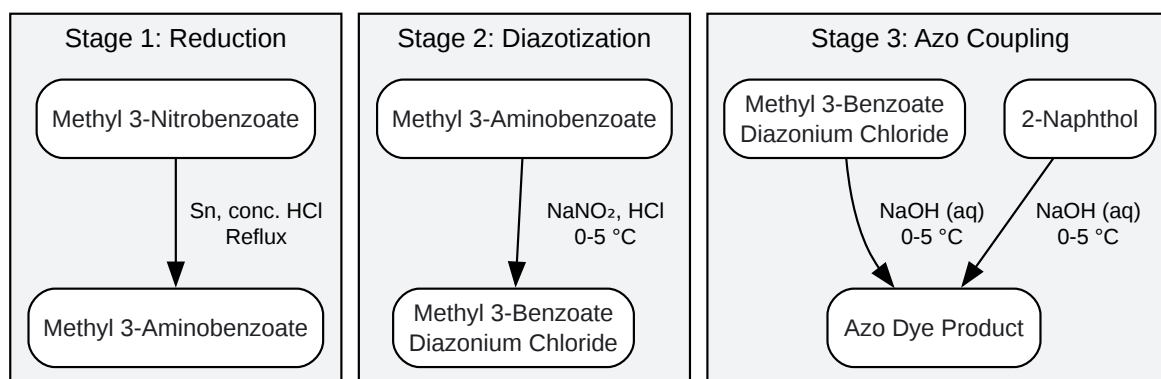 Stage 1: Reduction
Methyl 3-Nitrobenzoate
Sn, conc. HCl
Reflux
Methyl 3-Aminobenzoate
Stage 2: Diazotization
Methyl 3-Aminobenzoate
NaNO₂, HCl
0-5 °C
Methyl 3-Benzoate
Diazonium Chloride
Stage 3: Azo Coupling
Methyl 3-Benzoate
Diazonium Chloride
2-Naphthol
NaOH (aq)
0-5 °C
NaOH (aq)
0-5 °C
Azo Dye Product